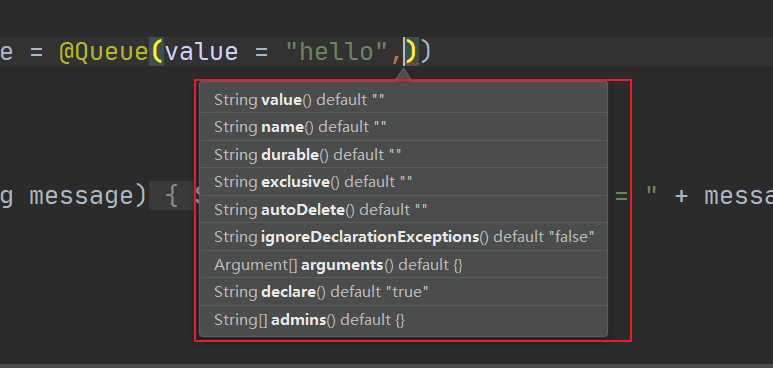 e = @Queue(value = "hello",))
String value() default ""
String name() default ""
String durable() default ""
String exclusive() default ""
String autoDelete() default ""
g message) { = " + messa
String ignoreDeclarationExceptions() default "false"
Argument[] arguments() default {}
String declare() default "true"
String[] admins() default {}